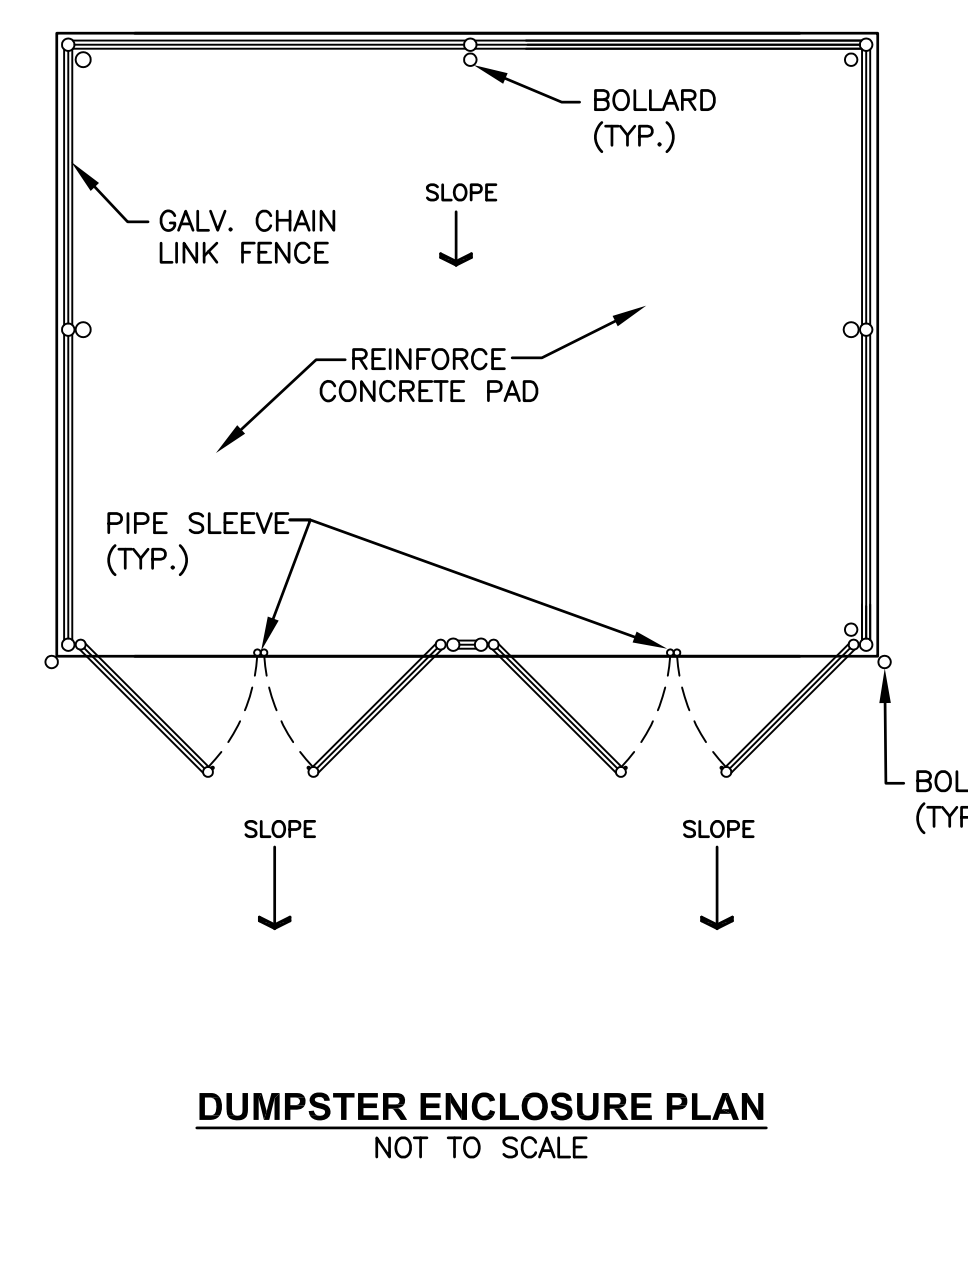 BOLLARD
(TYP.)
SLOPE
GALV. CHAIN
LINK FENCE
REINFORCE
CONCRETE PAD
PIPE SLEEVE
(TYP.)
SLOPE
SLOPE
DUMPSTER ENCLOSURE PLAN
NOT TO SCALE